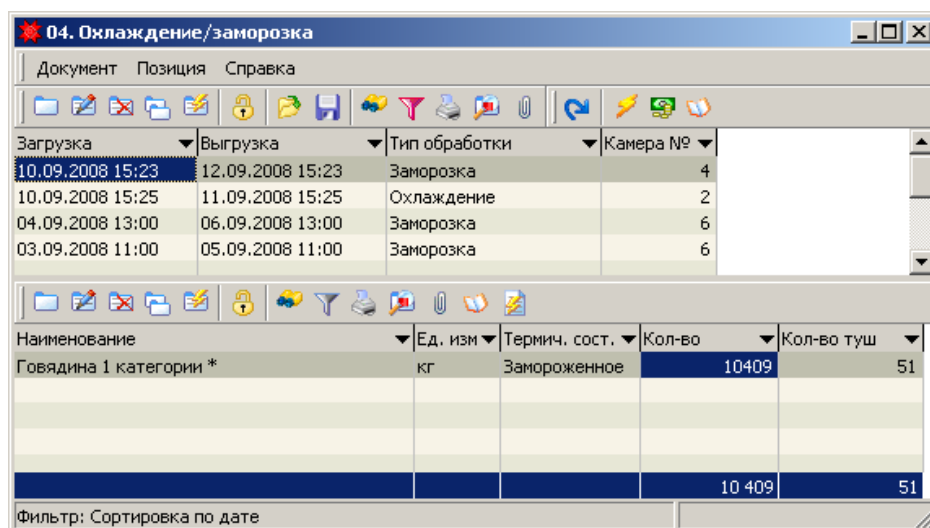 04. Охлаждение/заморозка
Документ Позиция Справка
Загрузка Выгрузка Тип обработки Камера №
10.09.2008 15:23 12.09.2008 15:23 Заморозка 4
10.09.2008 15:25 11.09.2008 15:25 Охлаждение 2
04.09.2008 13:00 06.09.2008 13:00 Заморозка 6
03.09.2008 11:00 05.09.2008 11:00 Заморозка 6
Наименование Ед. изм Термич. сост. Кол-во Кол-во туш
Говядина 1 категории * кг Замороженное 10409 51
10 409 51
Фильтр: Сортировка по дате